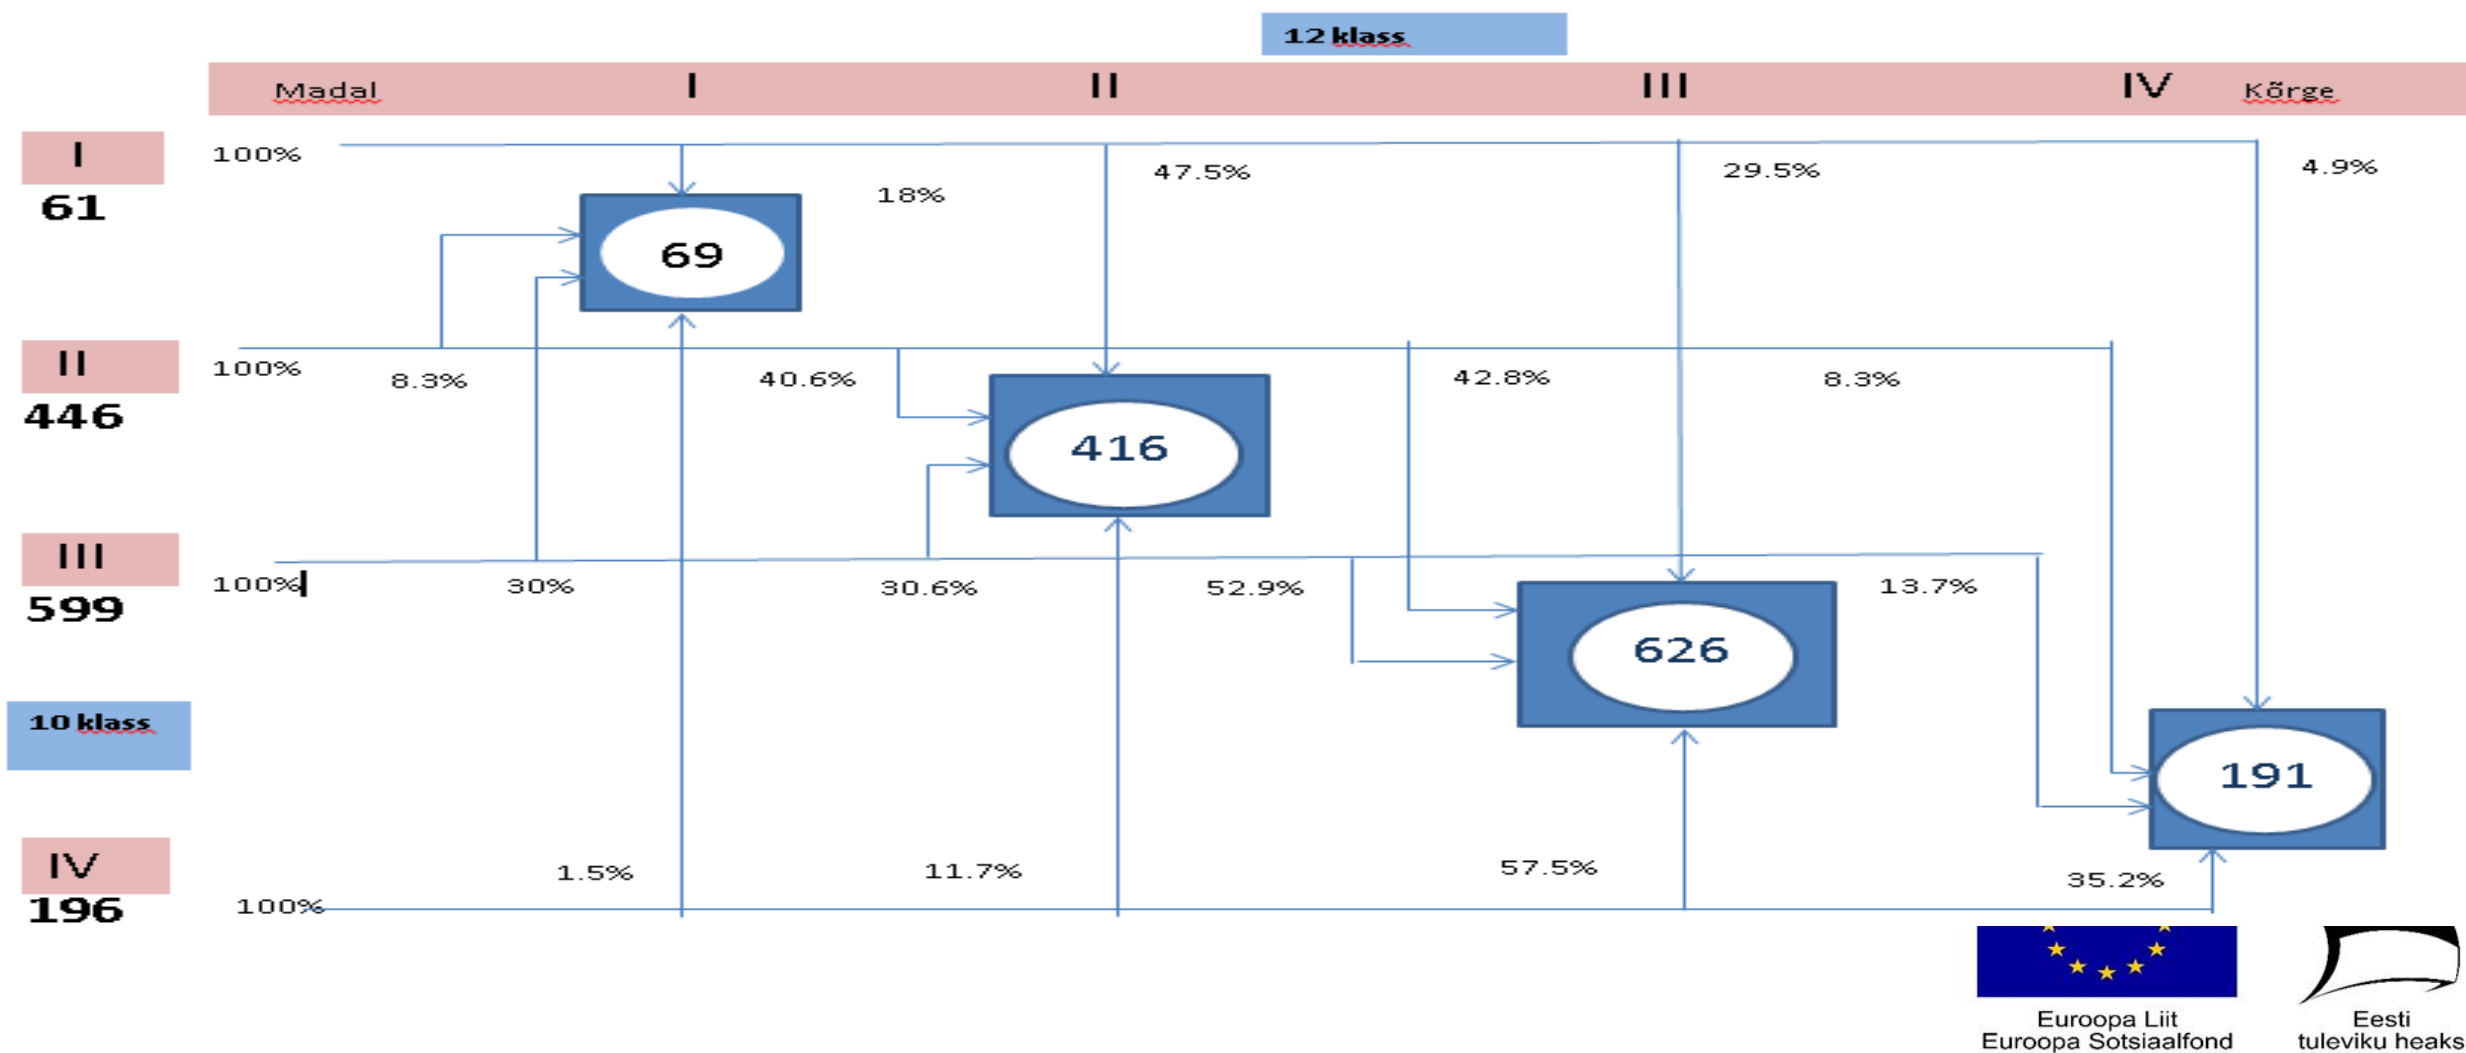 12 klass
Madal I II III IV Kõrge
I
61
100%
18%
47.5%
29.5%
4.9%
69
II
446
100%
8.3%
40.6%
42.8%
8.3%
416
III
599
100%
30%
30.6%
52.9%
13.7%
626
10 klass
191
IV
196
100%
1.5%
11.7%
57.5%
35.2%
Euroopa Liit
Euroopa Sotsiaalfond
Eesti
tuleviku heaks